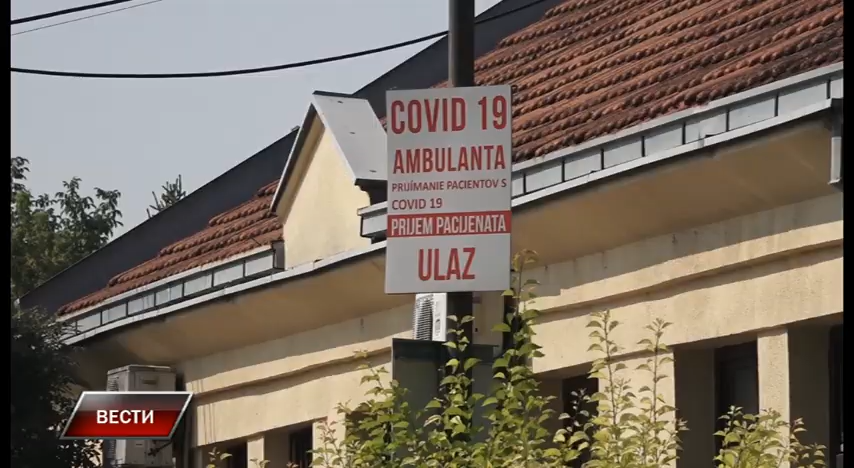 COVID 19
AMBULANTA
PRIJÍMANIE PACIENTOV S
COVID 19
PRIJEM PACIJENATA
ULAZ
ВЕСТИ